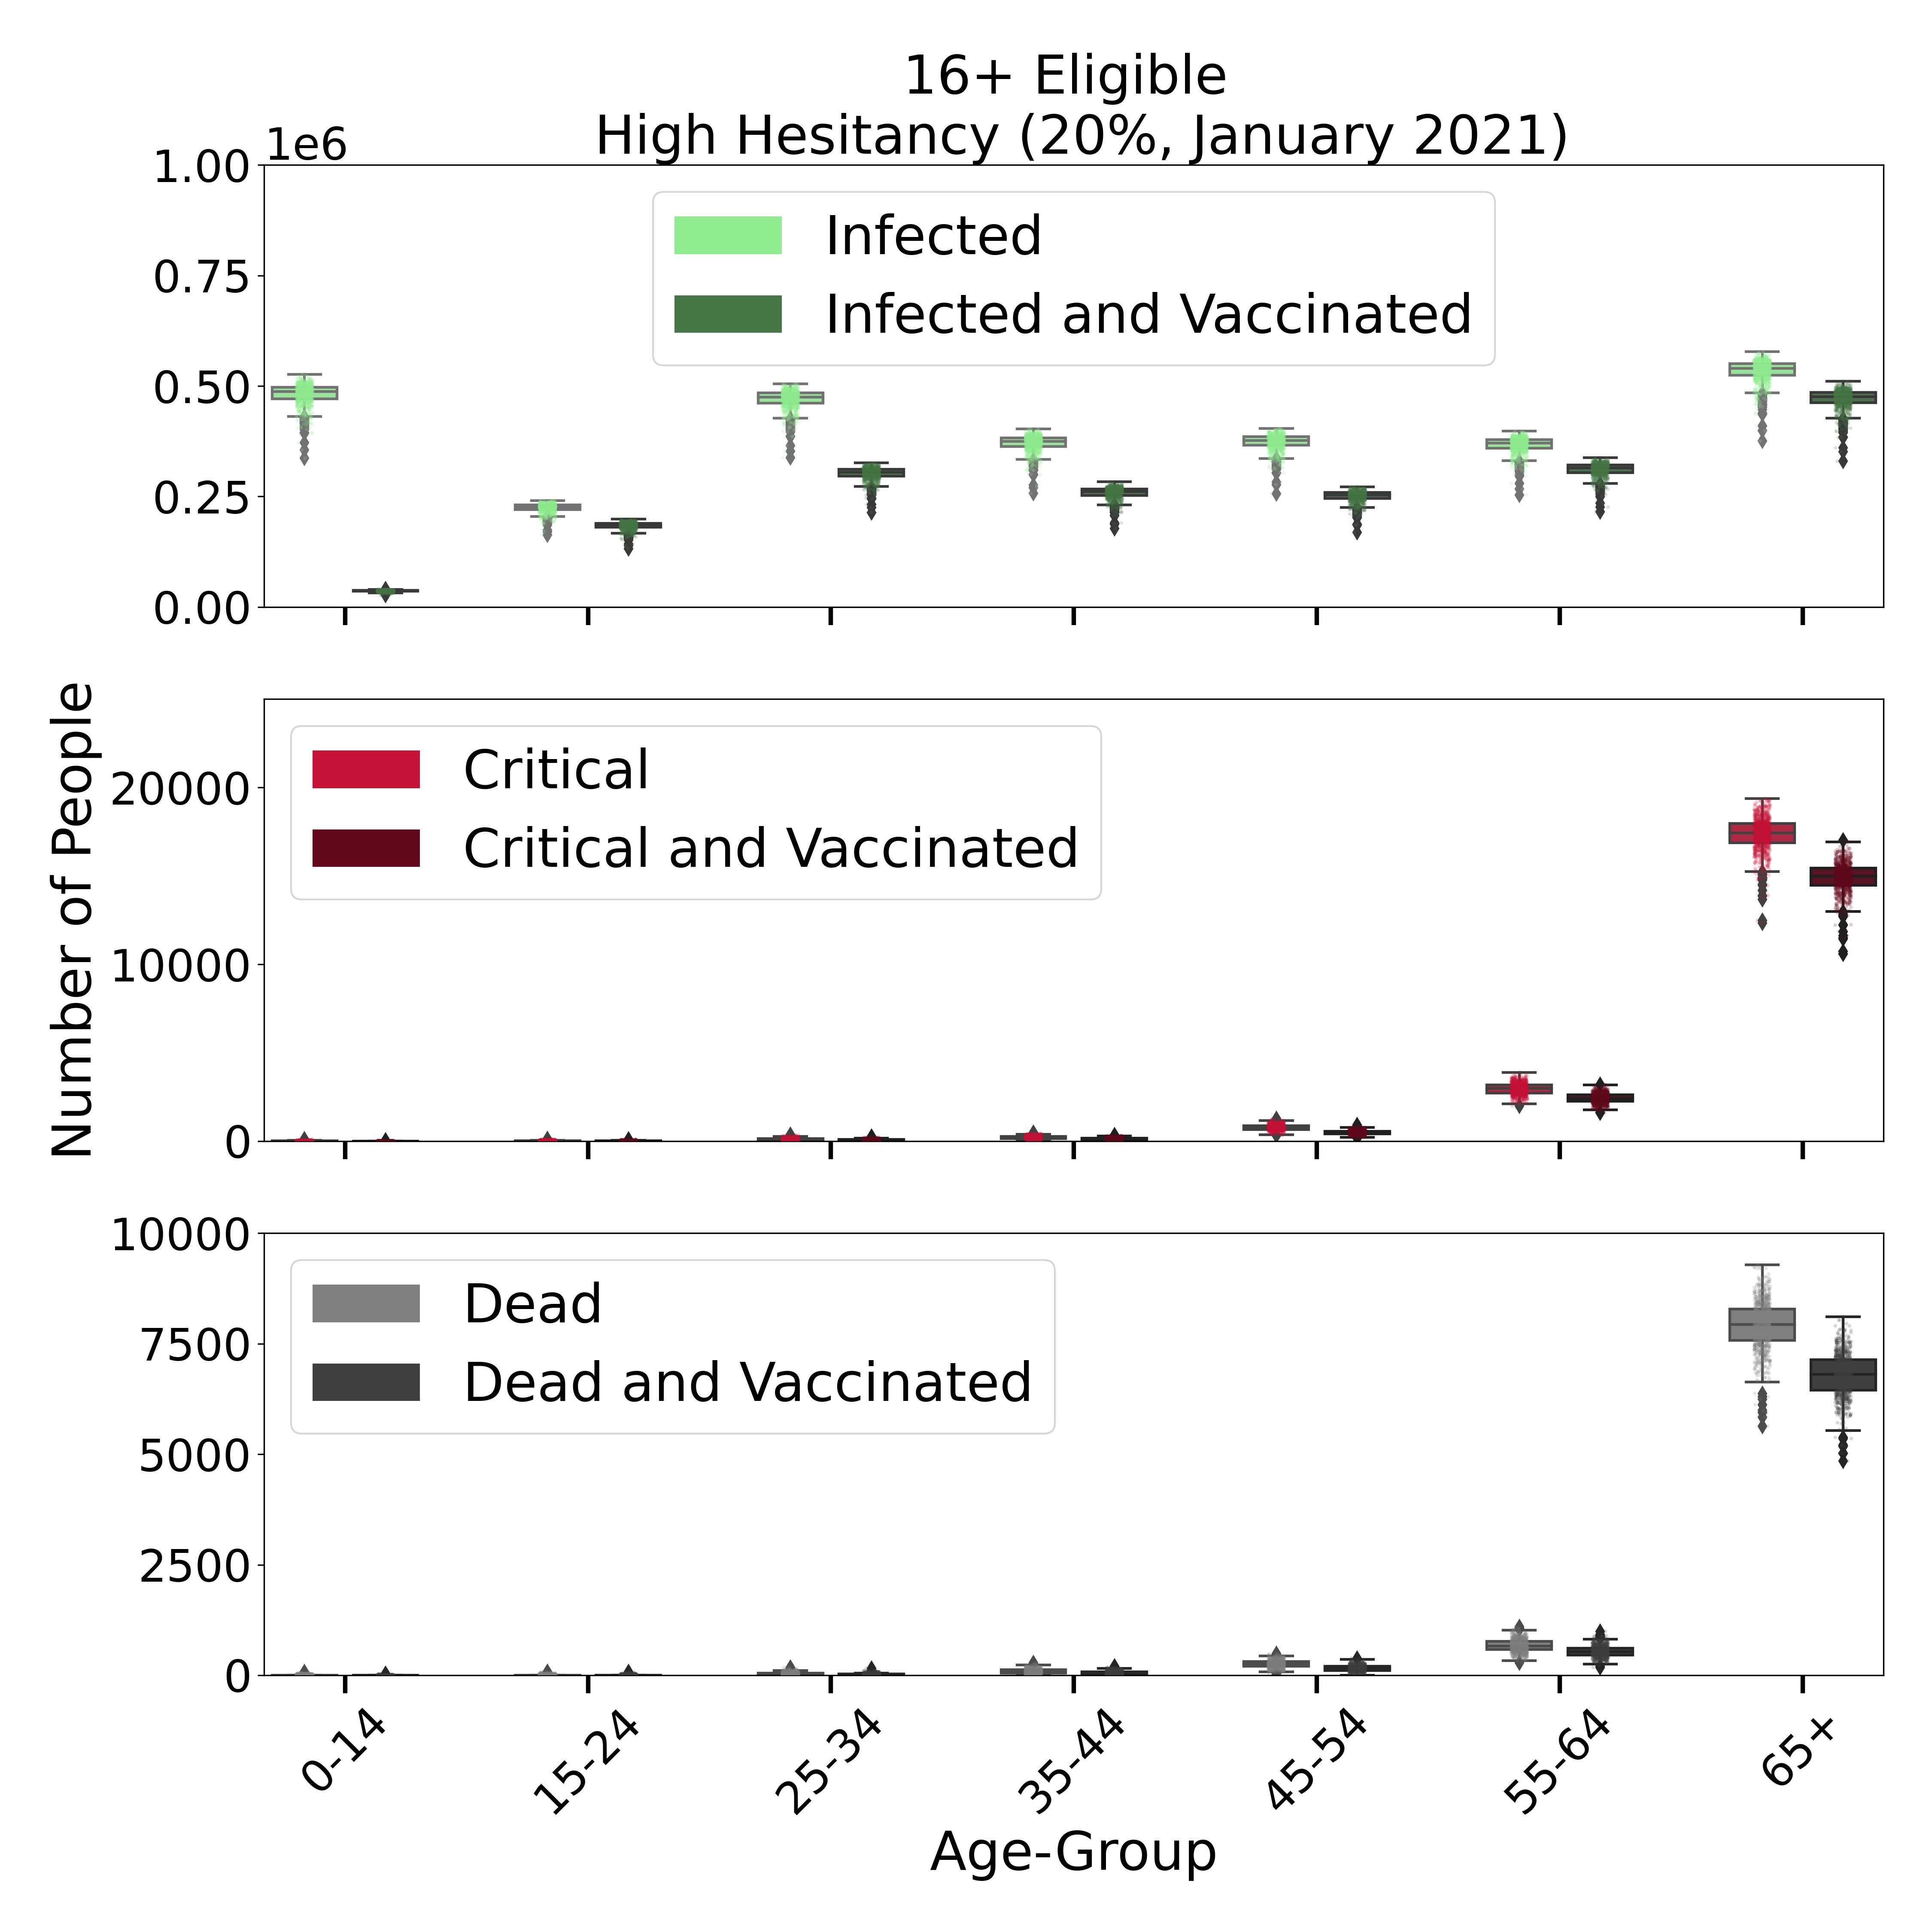 16+ Eligible
High Hesitancy (20%, January 2021)
1e6
1.00
0.75
0.50
0.25
0.00
Infected
Infected and Vaccinated
Number of People
20000
10000
0
Critical
Critical and Vaccinated
10000
7500
5000
2500
0
Dead
Dead and Vaccinated
0-14
15-24
25-34
35-44
45-54
55-64
65+
Age-Group